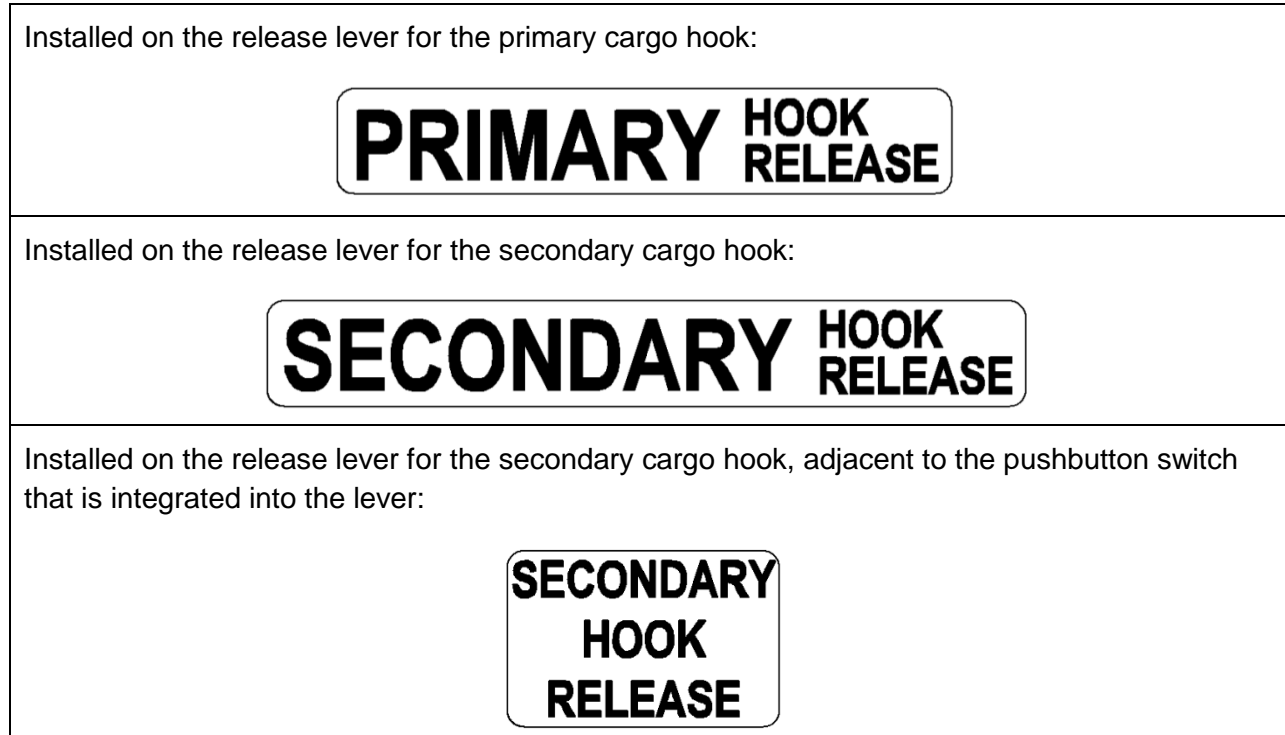 Installed on the release lever for the primary cargo hook:
PRIMARY HOOK
RELEASE
Installed on the release lever for the secondary cargo hook:
SECONDARY HOOK
RELEASE
Installed on the release lever for the secondary cargo hook, adjacent to the pushbutton switch
that is integrated into the lever:
SECONDARY
HOOK
RELEASE